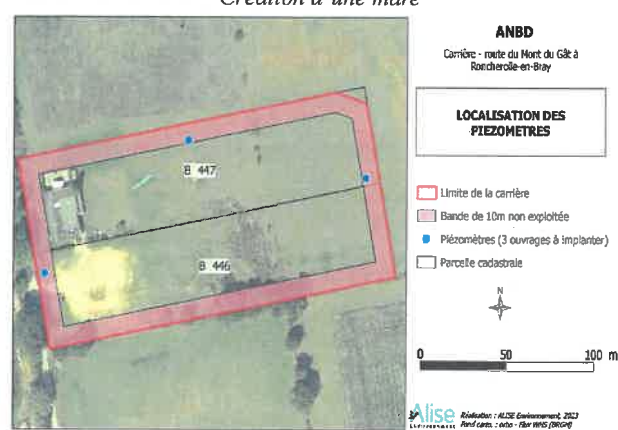 Création d'une mare
ANBD
Carrière - route du Mont du Gât à
Roncherolle-en-Bray
LOCALISATION DES
PIEZOMETRES
B 447
B 446
Limite de la carrière
Bande de 10m non exploitée
Piézomètres (3 ouvrages à implanter)
Parcelle cadastrale
N
0 50 100 m
Alise
ENVIRONNEMENT
Réalisation : ALISE Environnement, 2023
Fond carto. : ortho - Flux WMS (BRGM)